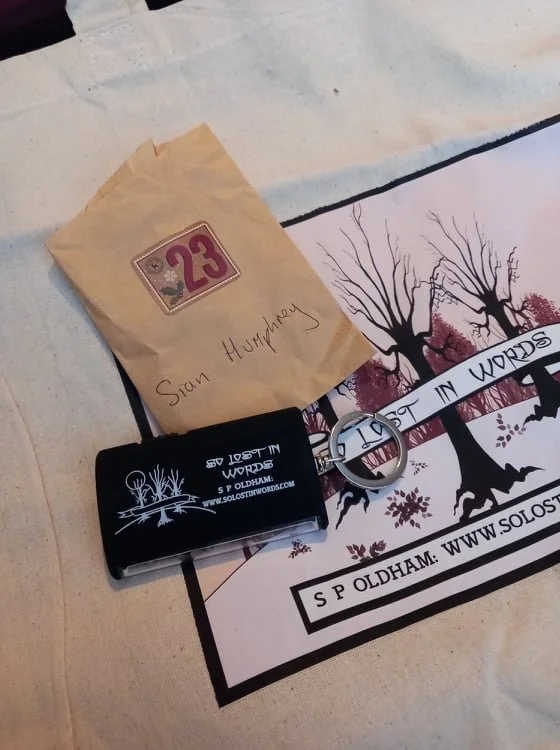 23
Sian Humphrey
SO LOST IN
WORDS
S P OLDHAM:
WWW.SOLOSTINWORDS.COM
LOST IN WORDS
S P OLDHAM: WWW.SOLOST